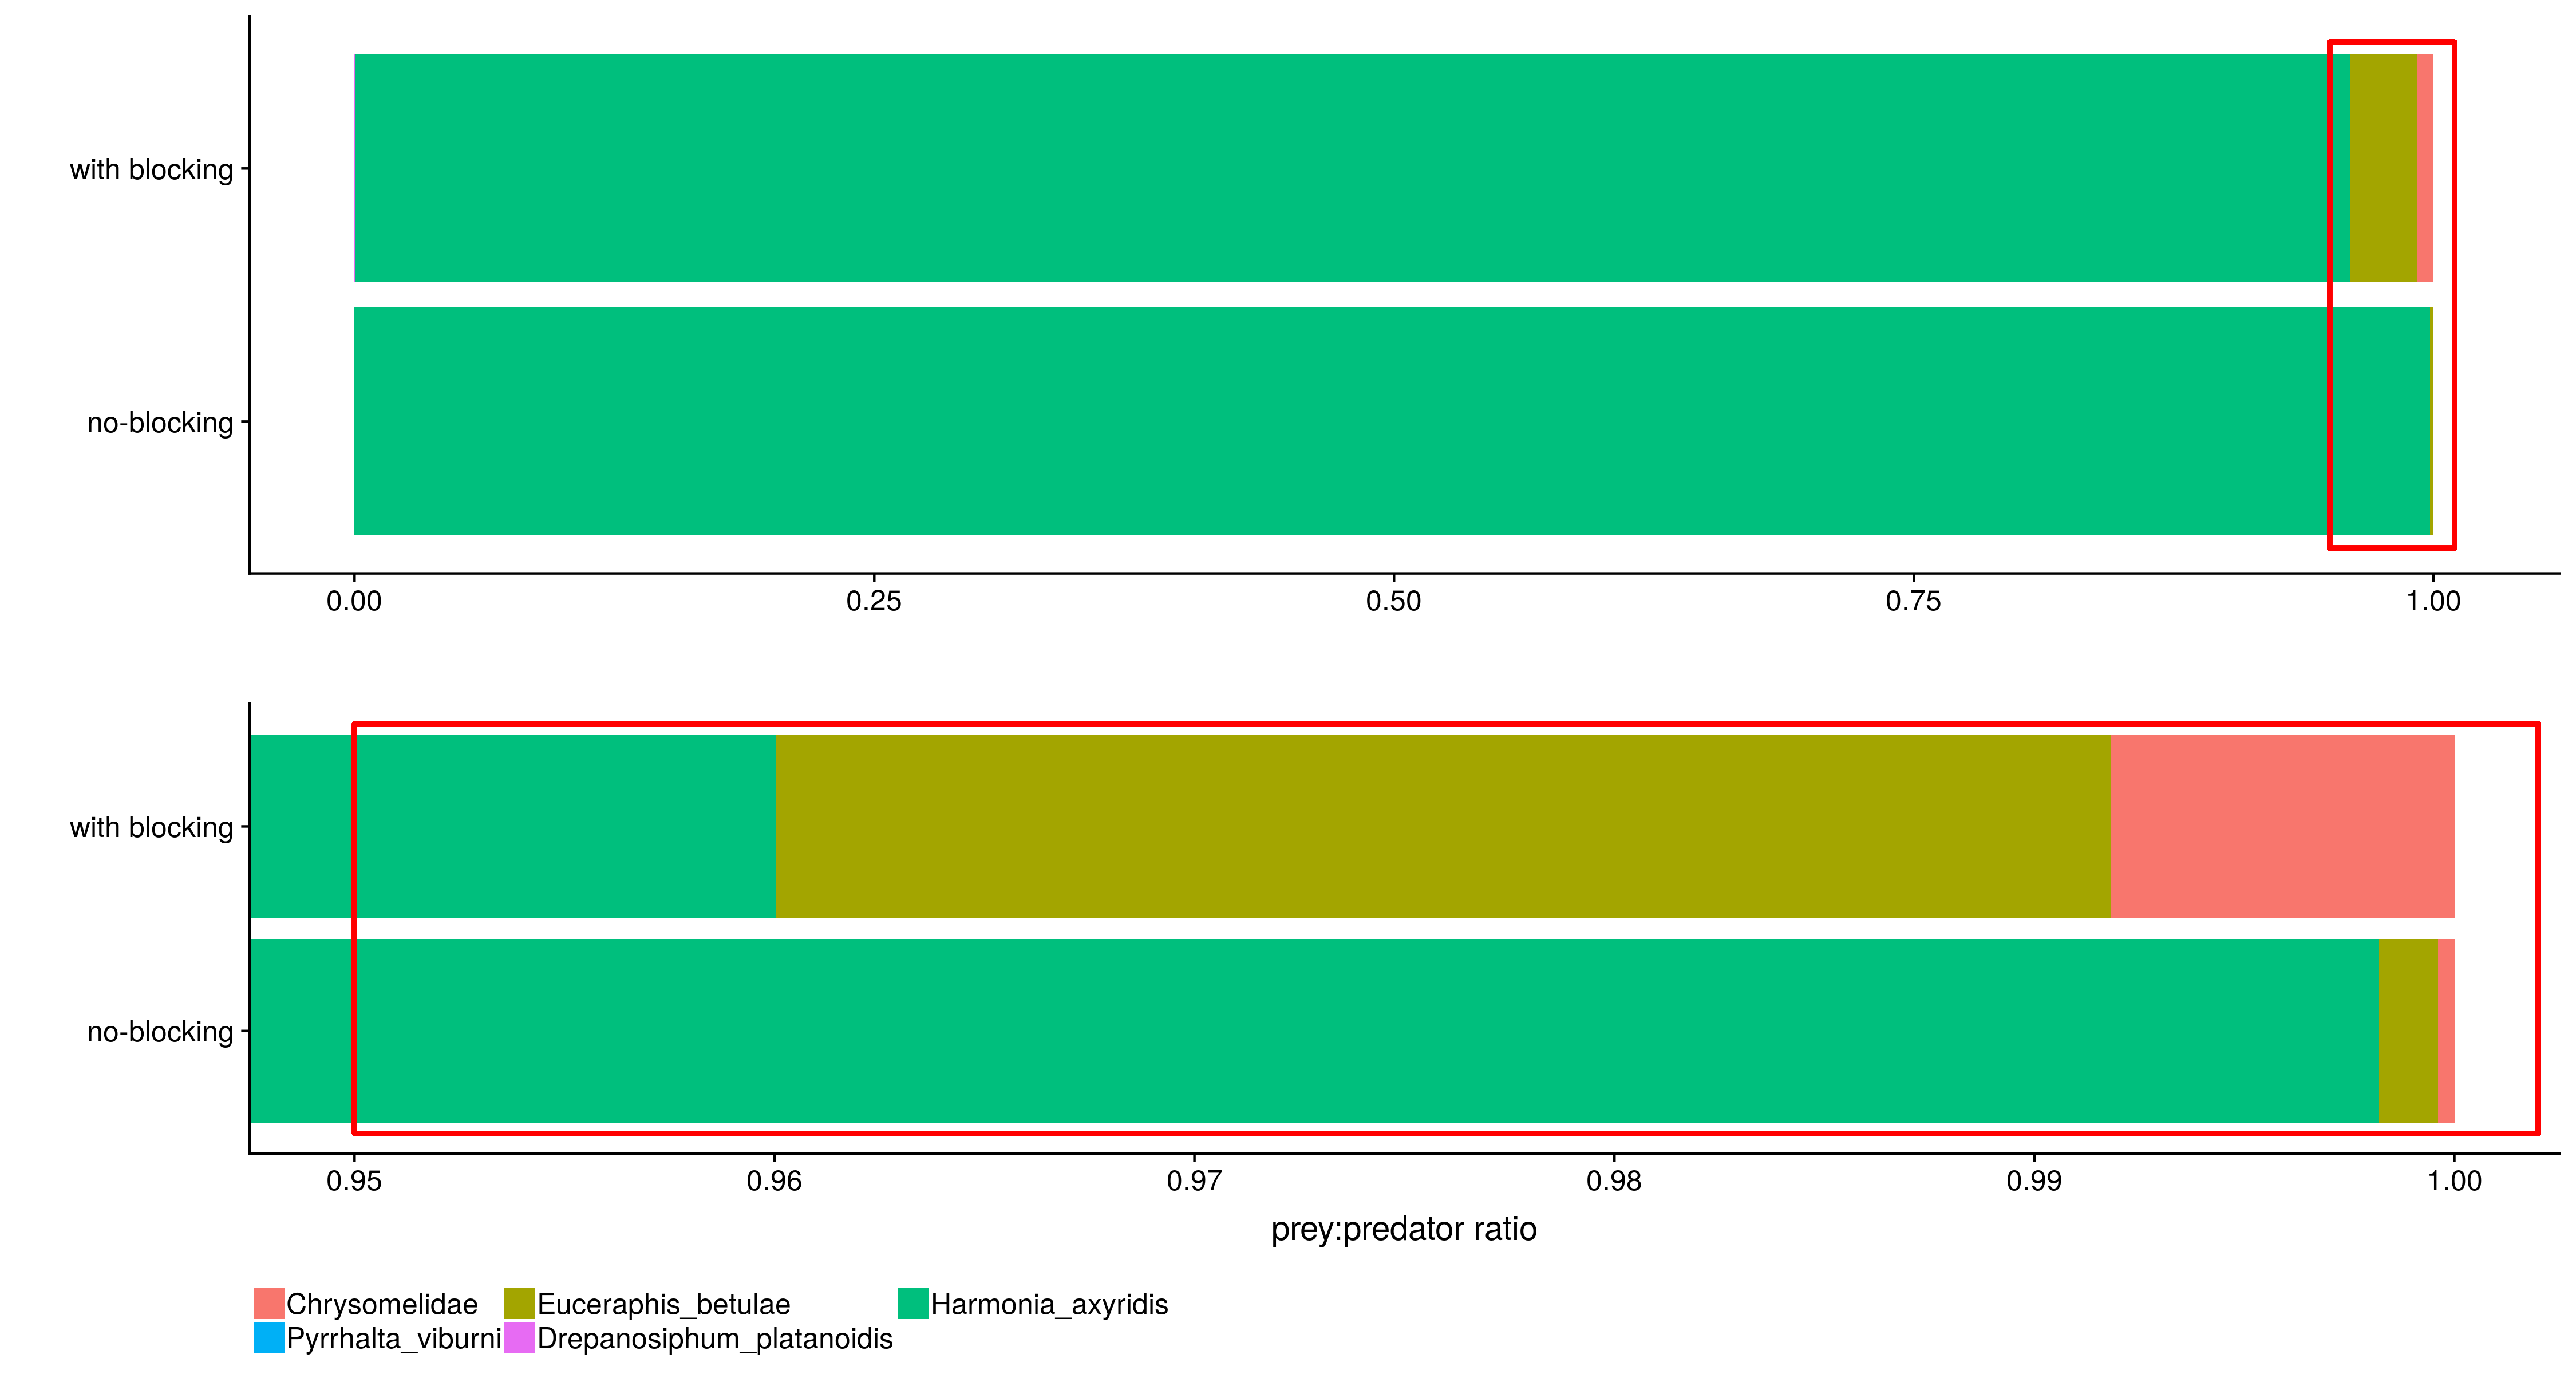 with blocking
no-blocking
0.00 0.25 0.50 0.75 1.00
with blocking
no-blocking
0.95 0.96 0.97 0.98 0.99 1.00
prey:predator ratio
Chrysomelidae Euceraphis_betulae Harmonia_axyridis
Pyrrhalta_viburni Drepanosiphum_platanoidis